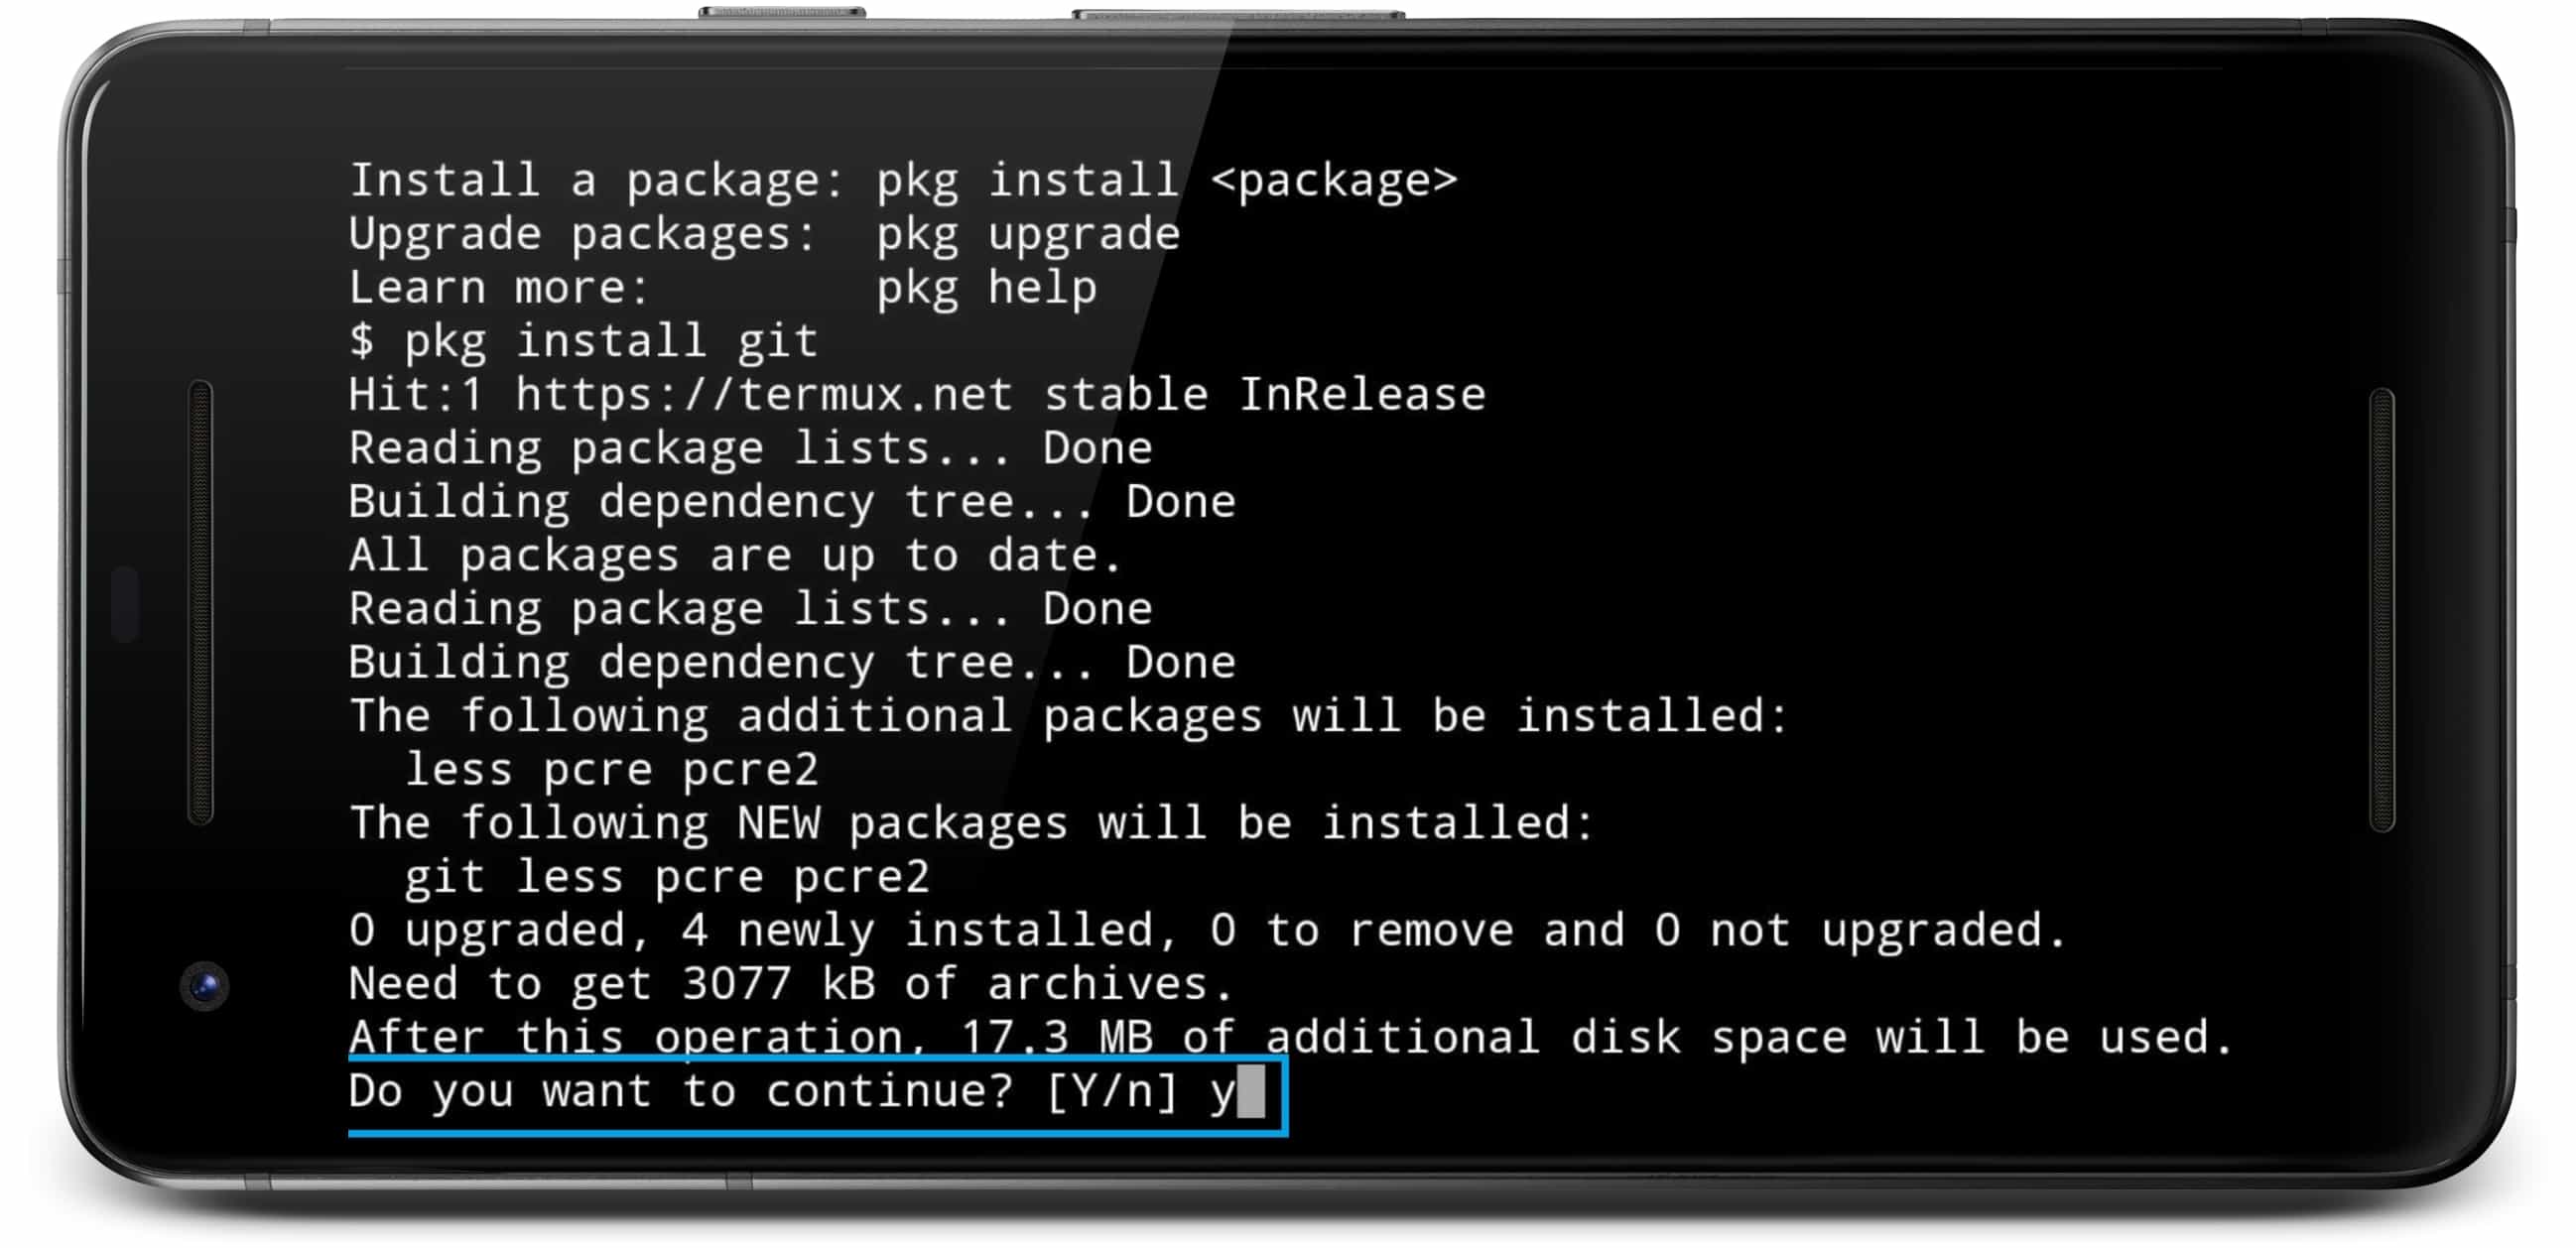 Install a package: pkg install <package>
Upgrade packages:  pkg upgrade
Learn more:        pkg help
$ pkg install git
Hit:1 https://termux.net stable InRelease
Reading package lists... Done
Building dependency tree... Done
All packages are up to date.
Reading package lists... Done
Building dependency tree... Done
The following additional packages will be installed:
  less pcre pcre2
The following NEW packages will be installed:
  git less pcre pcre2
0 upgraded, 4 newly installed, 0 to remove and 0 not upgraded.
Need to get 3077 kB of archives.
After this operation, 17.3 MB of additional disk space will be used.
Do you want to continue? [Y/n] y